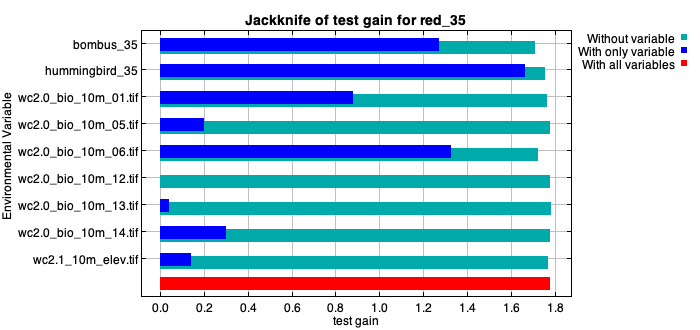 Jackknife of test gain for red_35
Without variable
With only variable
With all variables
Environmental Variable
bombus_35
hummingbird_35
wc2.0_bio_10m_01.tif
wc2.0_bio_10m_05.tif
wc2.0_bio_10m_06.tif
wc2.0_bio_10m_12.tif
wc2.0_bio_10m_13.tif
wc2.0_bio_10m_14.tif
wc2.1_10m_elev.tif
0.0 0.2 0.4 0.6 0.8 1.0 1.2 1.4 1.6 1.8
test gain